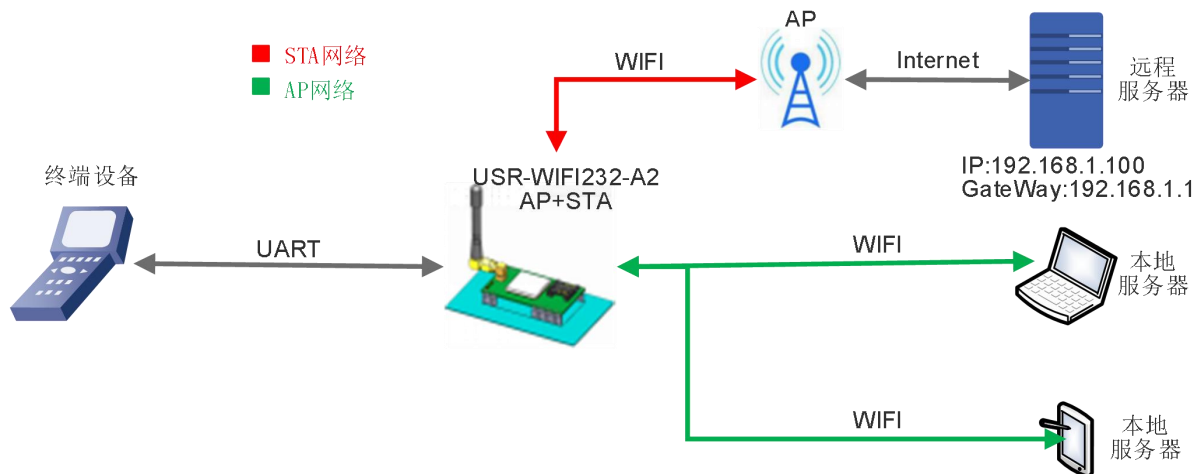 AP
STA网络
AP网络
WIFI
Internet
远程
服务器
IP:192.168.1.100
GateWay:192.168.1.1
终端设备
USR-WIFI232-A2
AP+STA
UART
WIFI
本地
服务器
WIFI
本地
服务器